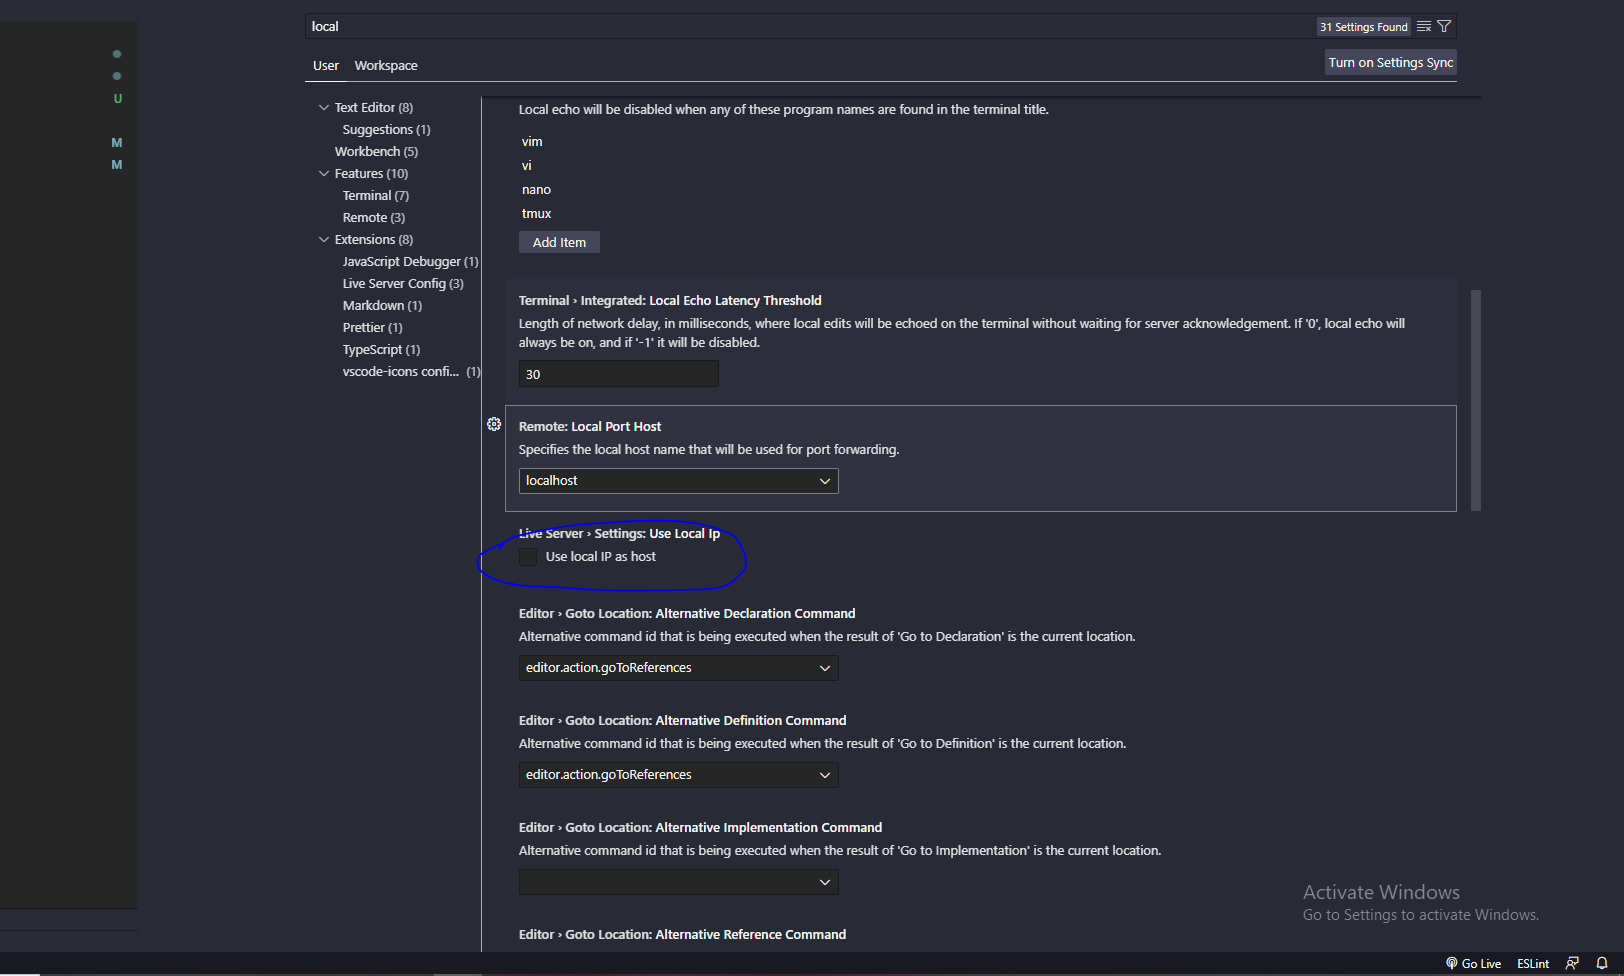 local
31 Settings Found
User
Workspace
Turn on Settings Sync
U
M
M
Text Editor (8)
Suggestions (1)
Workbench (5)
Features (10)
Terminal (7)
Remote (3)
Extensions (8)
JavaScript Debugger (1)
Live Server Config (3)
Markdown (1)
Prettier (1)
TypeScript (1)
vscode-icons confi... (1)
Local echo will be disabled when any of these program names are found in the terminal title.
vim
vi
nano
tmux
Add Item
Terminal › Integrated: Local Echo Latency Threshold
Length of network delay, in milliseconds, where local edits will be echoed on the terminal without waiting for server acknowledgement. If '0', local echo will
always be on, and if '-1' it will be disabled.
30
Remote: Local Port Host
Specifies the local host name that will be used for port forwarding.
localhost
Live Server › Settings: Use Local Ip
Use local IP as host
Editor › Goto Location: Alternative Declaration Command
Alternative command id that is being executed when the result of 'Go to Declaration' is the current location.
editor.action.goToReferences
Editor › Goto Location: Alternative Definition Command
Alternative command id that is being executed when the result of 'Go to Definition' is the current location.
editor.action.goToReferences
Editor › Goto Location: Alternative Implementation Command
Alternative command id that is being executed when the result of 'Go to Implementation' is the current location.
Editor › Goto Location: Alternative Reference Command
Activate Windows
Go to Settings to activate Windows.
Go Live
ESLint